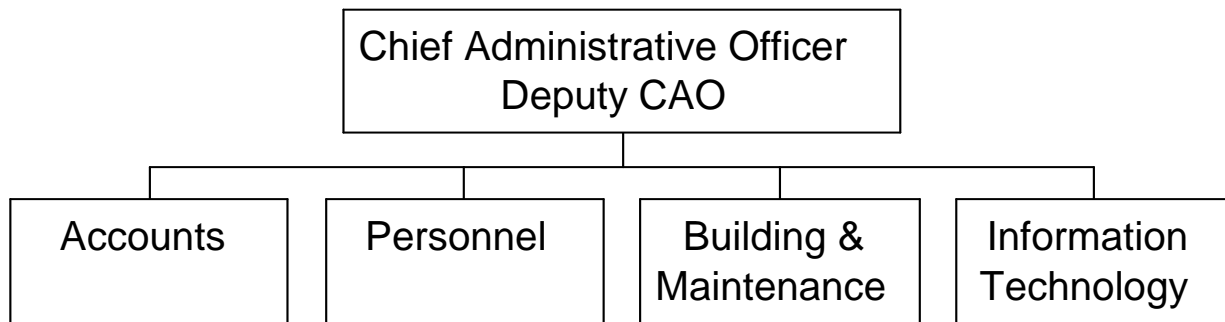 Chief Administrative Officer
Deputy CAO
Accounts
Personnel
Building &
Maintenance
Information
Technology